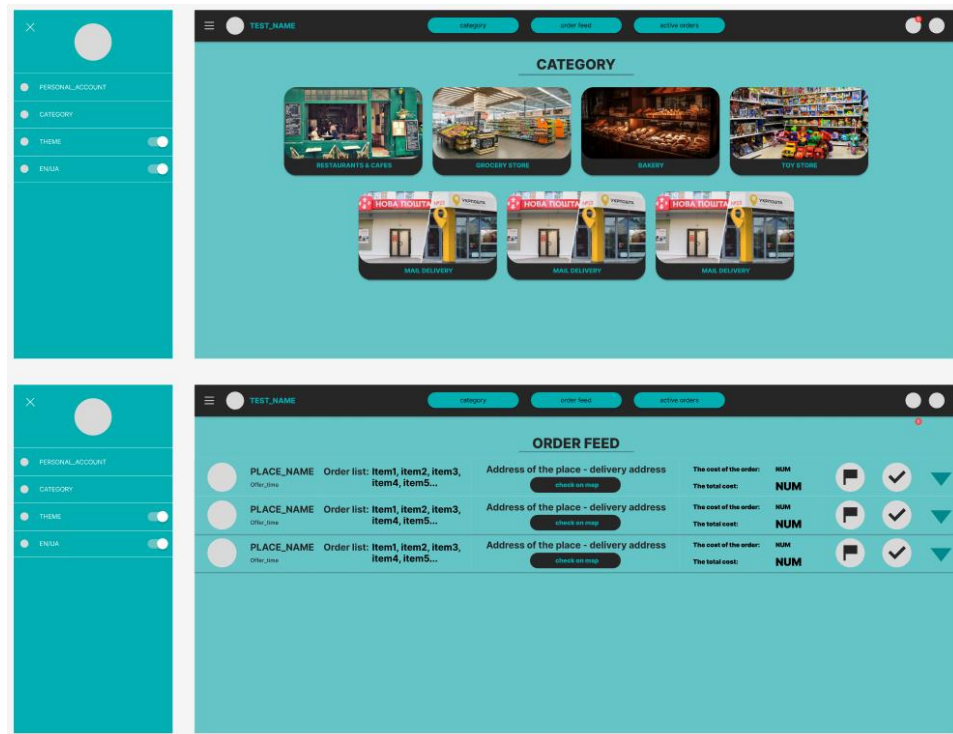 TEST_NAME
category
order feed
active orders
PERSONAL_ACCOUNT
CATEGORY
THEME
EN/UA
CATEGORY
RESTAURANTS & CAFES
GROCERY STORE
BAKERY
TOY STORE
НОВА ПОШТА
УКРПОШТА
НОВА ПОШТА
УКРПОШТА
НОВА ПОШТА
УКРПОШТА
MAIL DELIVERY
MAIL DELIVERY
MAIL DELIVERY
TEST_NAME
category
order feed
active orders
PERSONAL_ACCOUNT
CATEGORY
THEME
EN/UA
ORDER FEED
PLACE_NAME
Offer_time
Order list: Item1, item2, item3,
item4, item5...
Address of the place - delivery address
check on map
The cost of the order: NUM
The total cost: NUM
PLACE_NAME
Offer_time
Order list: Item1, item2, item3,
item4, item5...
Address of the place - delivery address
check on map
The cost of the order: NUM
The total cost: NUM
PLACE_NAME
Offer_time
Order list: Item1, item2, item3,
item4, item5...
Address of the place - delivery address
check on map
The cost of the order: NUM
The total cost: NUM